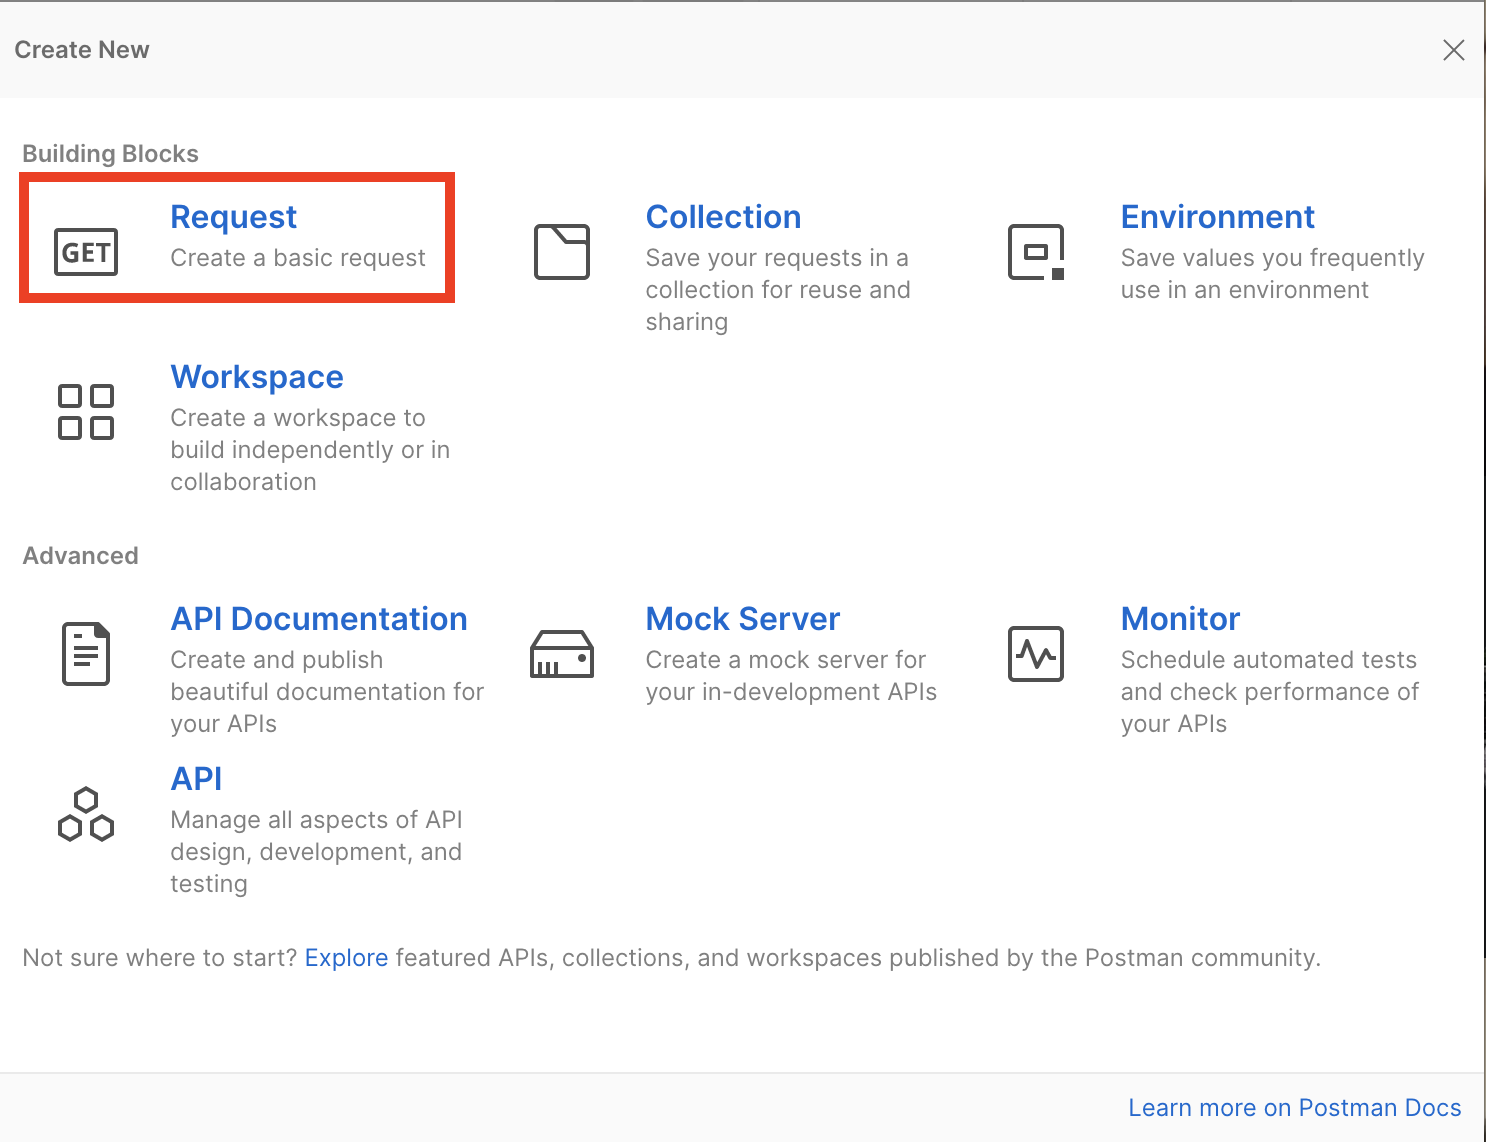 Create New
Building Blocks
GET
Request
Create a basic request
Collection
Save your requests in a
collection for reuse and
sharing
Environment
Save values you frequently
use in an environment
Workspace
Create a workspace to
build independently or in
collaboration
Advanced
API Documentation
Create and publish
beautiful documentation for
your APIs
Mock Server
Create a mock server for
your in-development APIs
Monitor
Schedule automated tests
and check performance of
your APIs
API
Manage all aspects of API
design, development, and
testing
Not sure where to start? Explore featured APIs, collections, and workspaces published by the Postman community.
Learn more on Postman Docs